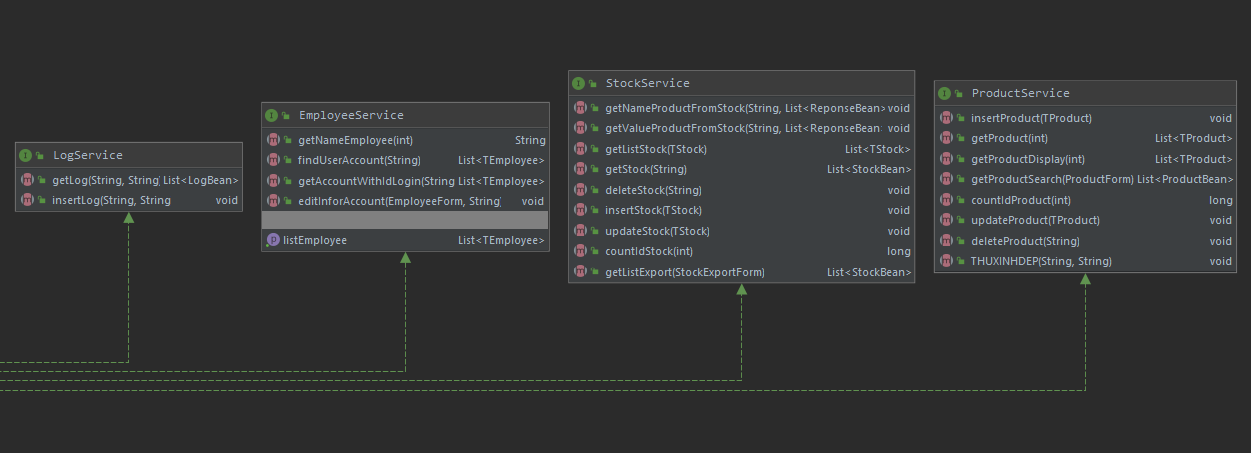 LogService
getLog(String, String) List<LogBean>
insertLog(String, String void
EmployeeService
getNameEmployee(int) String
findUserAccount(String) List<TEmployee>
getAccountWithIdLogin(String List<TEmployee>
editInforAccount(EmployeeForm, String) void
listEmployee List<TEmployee>
StockService
getNameProductFromStock(String, List<ReponseBean> void
getValueProductFromStock(String, List<ReponseBean void
getListStock(TStock) List<TStock>
getStock(String) List<StockBean>
deleteStock(String) void
insertStock(TStock) void
updateStock(TStock) void
countIdStock(int) long
getListExport(StockExportForm) List<StockBean>
ProductService
insertProduct(TProduct) void
getProduct(int) List<TProduct>
getProductDisplay(int) List<TProduct>
getProductSearch(ProductForm) List<ProductBean>
countIdProduct(int) long
updateProduct(TProduct) void
deleteProduct(String) void
THUXINHDEP(String, String) void